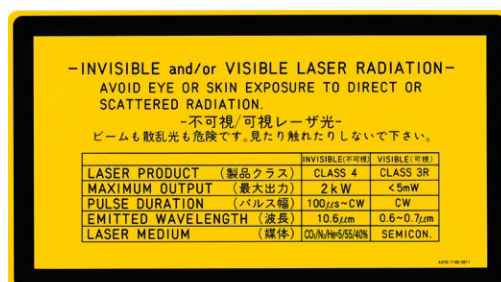 -INVISIBLE and/or VISIBLE LASER RADIATION-
AVOID EYE OR SKIN EXPOSURE TO DIRECT OR
SCATTERED RADIATION.
-不可視/可視レーザ光-
ビームも散乱光も危険です。見たり触れたりしないで下さい。
INVISIBLE(不可視) VISIBLE(可視)
LASER PRODUCT (製品クラス) CLASS 4 CLASS 3R
MAXIMUM OUTPUT (最大出力) 2kW <5mW
PULSE DURATION (パルス幅) 100μs~CW CW
EMITTED WAVELENGTH (波長) 10.6μm 0.6~0.7μm
LASER MEDIUM (媒体) CO₂/N₂/He=5/55/40% SEMICON.